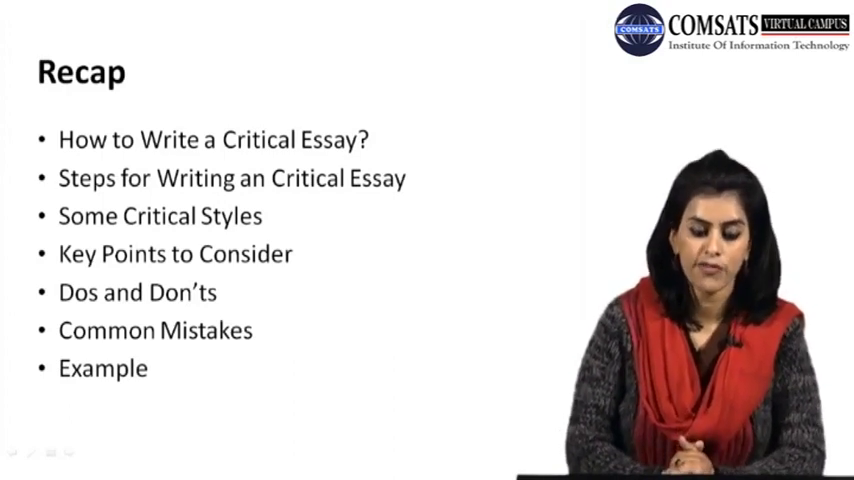 COMSATS VIRTUAL CAMPUS
COMSATS
Institute Of Information Technology
Recap
• How to Write a Critical Essay?
• Steps for Writing an Critical Essay
• Some Critical Styles
• Key Points to Consider
• Dos and Don'ts
• Common Mistakes
• Example